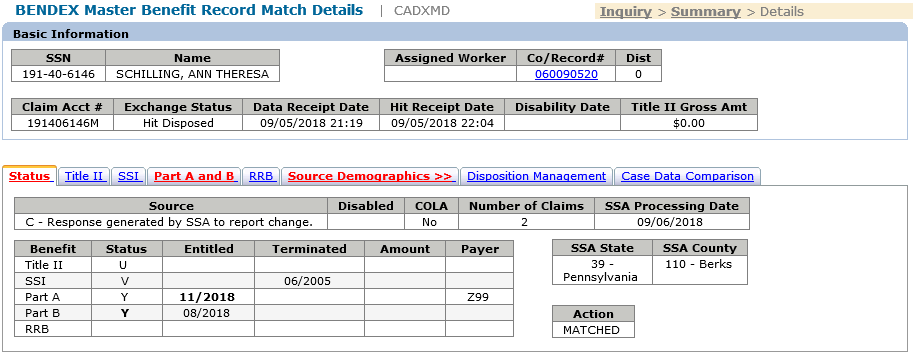 BENDEX Master Benefit Record Match Details | CADXMD Inquiry > Summary > Details
Basic Information
SSN Name Assigned Worker Co/Record# Dist
191-40-6146 SCHILLING, ANN THERESA 060090520 0
Claim Acct # Exchange Status Data Receipt Date Hit Receipt Date Disability Date Title II Gross Amt
191406146M Hit Disposed 09/05/2018 21:19 09/05/2018 22:04 $0.00
Status Title II SSI Part A and B RRB Source Demographics >> Disposition Management Case Data Comparison
Source Disabled COLA Number of Claims SSA Processing Date
C - Response generated by SSA to report change. No 2 09/06/2018
Benefit Status Entitled Terminated Amount Payer
Title II U
SSI V 06/2005
Part A Y 11/2018 Z99
Part B Y 08/2018
RRB
SSA State SSA County
39 - 110 - Berks
Pennsylvania
Action
MATCHED